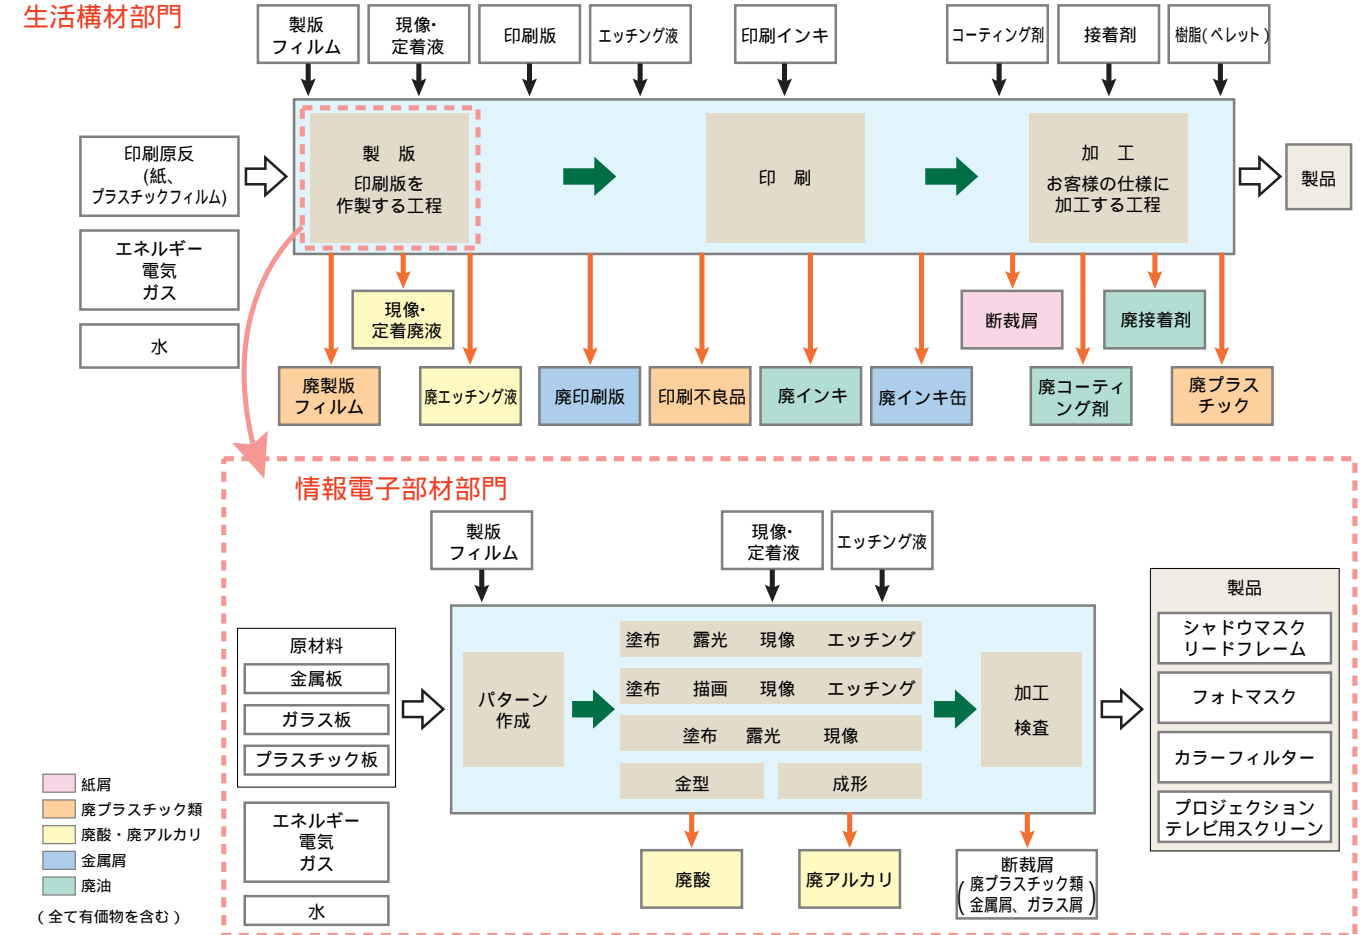 生活構材部門
製版
フィルム
現像・
定着液
印刷版
エッチング液
印刷インキ
コーティング剤
接着剤
樹脂(ペレット)
印刷原反
(紙、
プラスチックフィルム)
エネルギー
電気
ガス
水
製　版
印刷版を
作製する工程
印　刷
加　工
お客様の仕様に
加工する工程
製品
現像・
定着廃液
断裁屑
廃接着剤
廃製版
フィルム
廃エッチング液
廃印刷版
印刷不良品
廃インキ
廃インキ缶
廃コーティ
ング剤
廃プラス
チック
情報電子部材部門
製版
フィルム
現像・
定着液
エッチング液
原材料
金属板
ガラス板
プラスチック板
エネルギー
電気
ガス
水
パターン
作成
塗布　露光　現像　エッチング
塗布　描画　現像　エッチング
塗布　露光　現像
金型
成形
加工
検査
製品
シャドウマスク
リードフレーム
フォトマスク
カラーフィルター
プロジェクション
テレビ用スクリーン
廃酸
廃アルカリ
断裁屑
(廃プラスチック類
金属屑、ガラス屑)
紙屑
廃プラスチック類
廃酸・廃アルカリ
金属屑
廃油
(全て有価物を含む)